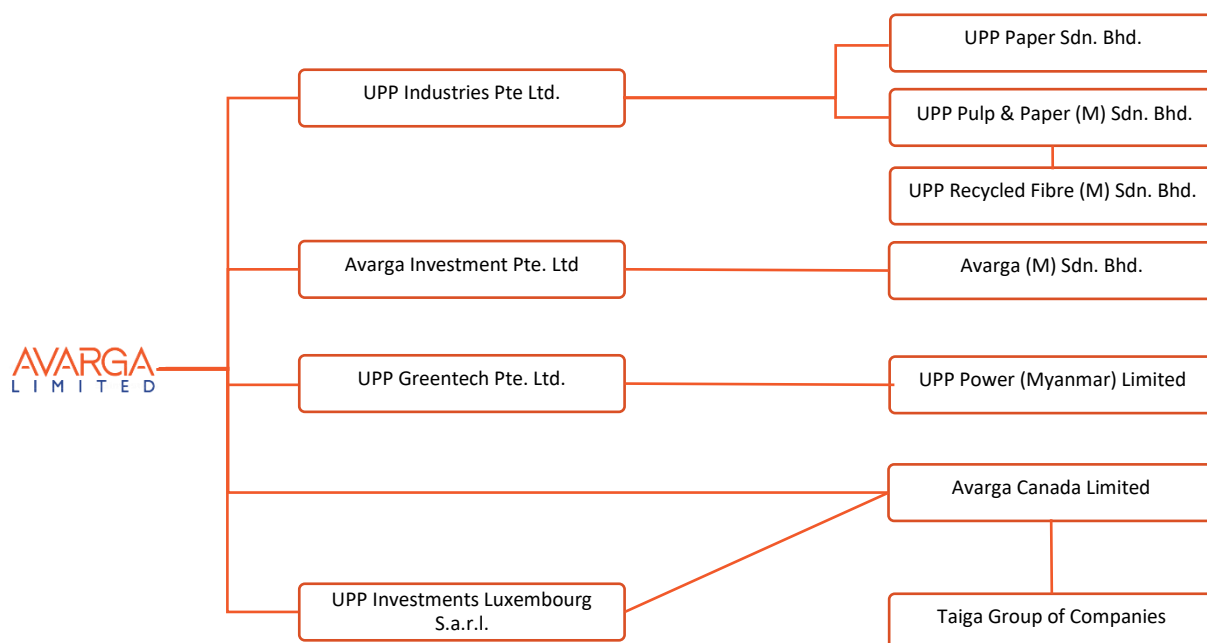 UPP Paper Sdn. Bhd.
UPP Industries Pte Ltd.
UPP Pulp & Paper (M) Sdn. Bhd.
UPP Recycled Fibre (M) Sdn. Bhd.
Avarga Investment Pte. Ltd
Avarga (M) Sdn. Bhd.
AVARGA
LIMITED
UPP Greentech Pte. Ltd.
UPP Power (Myanmar) Limited
Avarga Canada Limited
UPP Investments Luxembourg
S.a.r.l.
Taiga Group of Companies